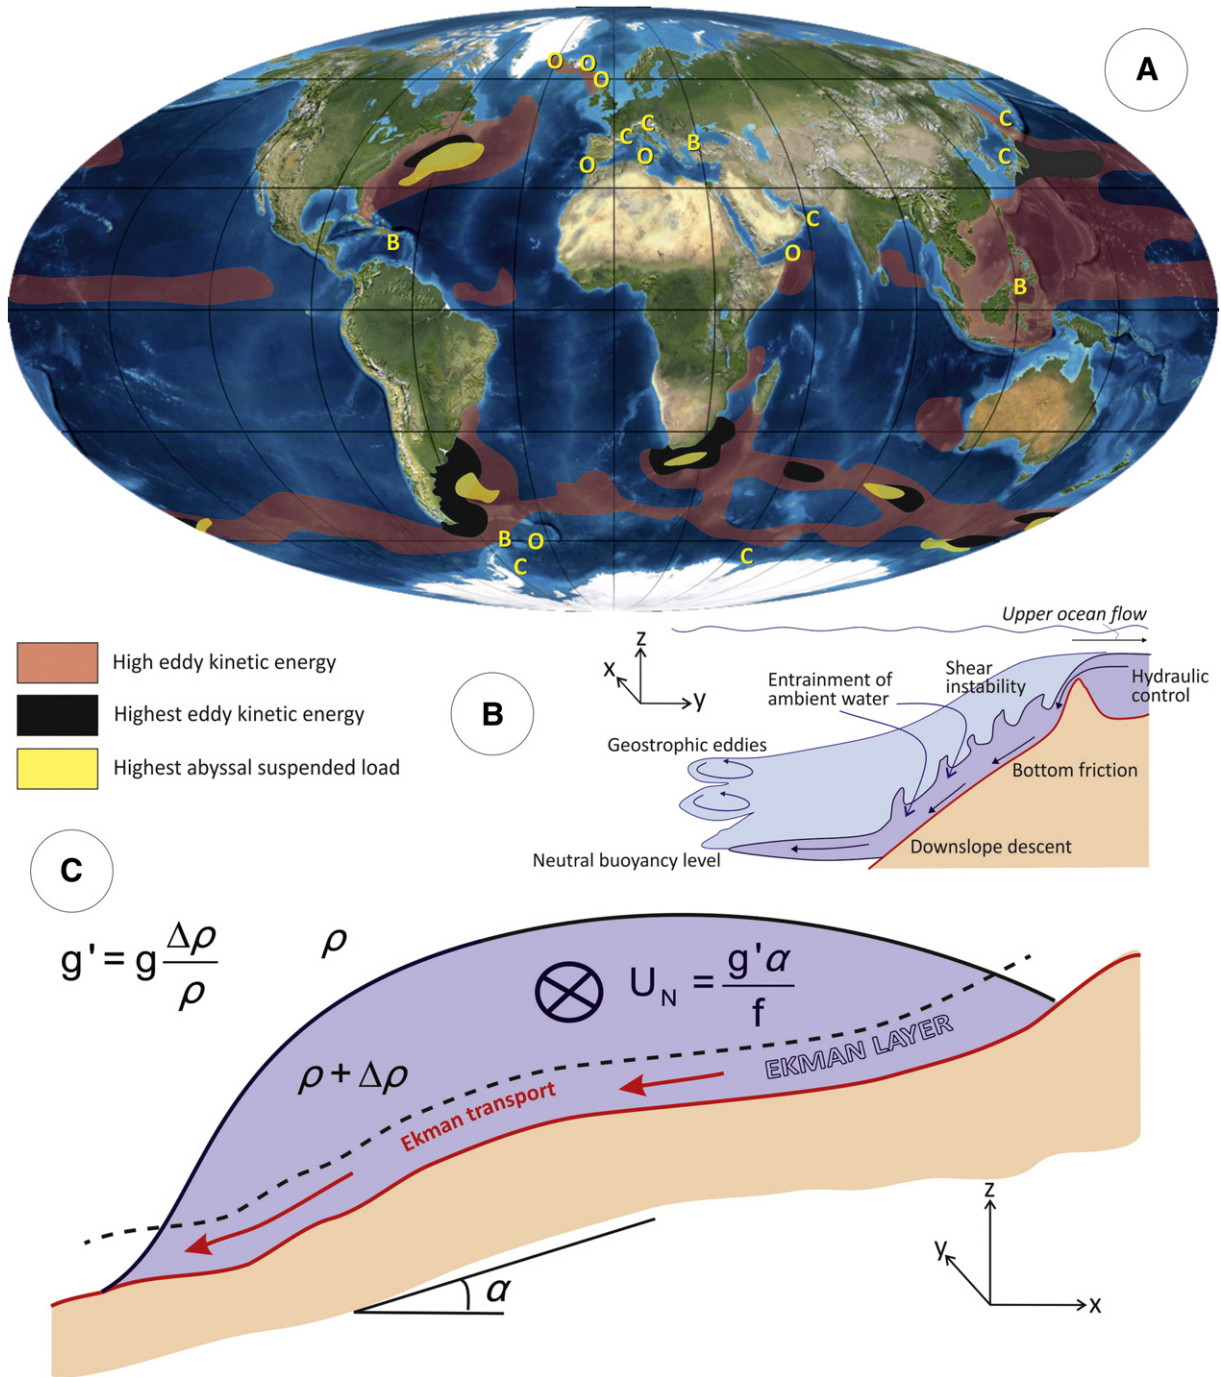 A
O
O
O
C
C
C
B
C
O
O
C
B
O
B
B
O
C
C
High eddy kinetic energy
Highest eddy kinetic energy
Highest abyssal suspended load
B
z
x
y
Upper ocean flow
Shear
instability
Hydraulic
control
Entrainment of
ambient water
Geostrophic eddies
Bottom friction
Downslope descent
Neutral buoyancy level
C
g' = g Δρ/ρ
ρ
U_N = g'α/f
EKMAN LAYER
ρ + Δρ
Ekman transport
α
z
y
x